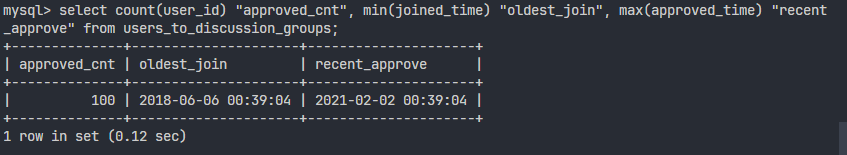 mysql> select count(user_id) "approved_cnt", min(joined_time) "oldest_join", max(approved_time) "recent
_approve" from users_to_discussion_groups;
+--------------+---------------------+---------------------+
| approved_cnt | oldest_join         | recent_approve      |
+--------------+---------------------+---------------------+
|          100 | 2018-06-06 00:39:04 | 2021-02-02 00:39:04 |
+--------------+---------------------+---------------------+
1 row in set (0.12 sec)